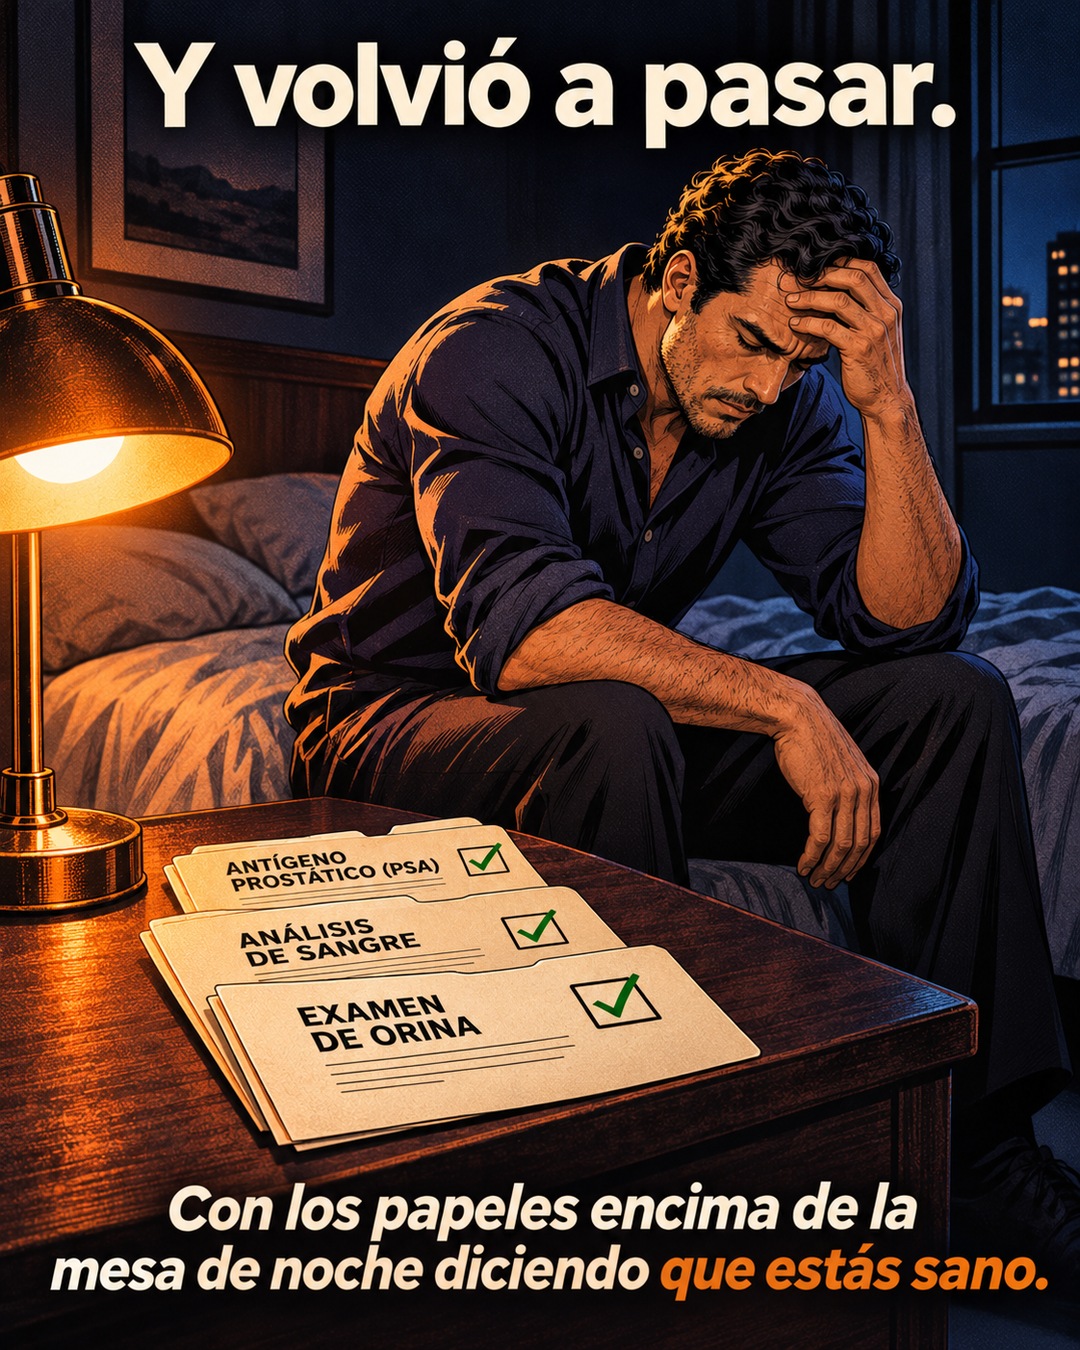 Y volvió a pasar.
ANTÍGENO
PROSTÁTICO (PSA)
ANÁLISIS
DE SANGRE
EXAMEN
DE ORINA
Con los papeles encima de la
mesa de noche diciendo que estás sano.